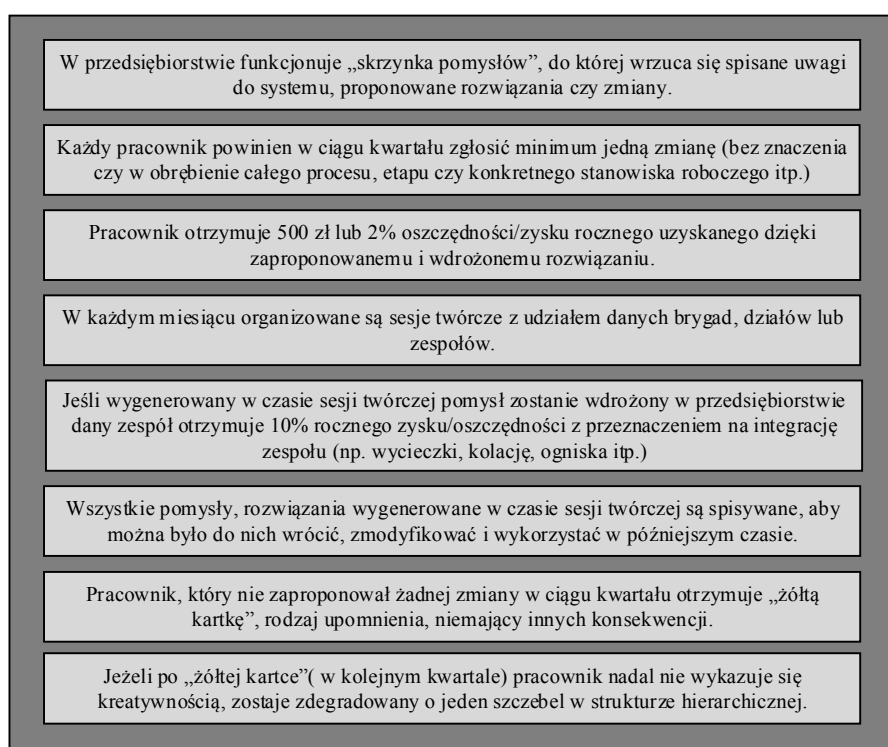 W przedsiębiorstwie funkcjonuje „skrzynka pomysłów”, do której wrzuca się spisane uwagi
do systemu, proponowane rozwiązania czy zmiany.
Każdy pracownik powinien w ciągu kwartału zgłosić minimum jedną zmianę (bez znaczenia
czy w obrębienie całego procesu, etapu czy konkretnego stanowiska roboczego itp.)
Pracownik otrzymuje 500 zł lub 2% oszczędności/zysku rocznego uzyskanego dzięki
zaproponowanemu i wdrożonemu rozwiązaniu.
W każdym miesiącu organizowane są sesje twórcze z udziałem danych brygad, działów lub
zespołów.
Jeśli wygenerowany w czasie sesji twórczej pomysł zostanie wdrożony w przedsiębiorstwie
dany zespół otrzymuje 10% rocznego zysku/oszczędności z przeznaczeniem na integrację
zespołu (np. wycieczki, kolację, ogniska itp.)
Wszystkie pomysły, rozwiązania wygenerowane w czasie sesji twórczej są spisywane, aby
można było do nich wrócić, zmodyfikować i wykorzystać w późniejszym czasie.
Pracownik, który nie zaproponował żadnej zmiany w ciągu kwartału otrzymuje „żółtą
kartkę”, rodzaj upomnienia, niemający innych konsekwencji.
Jeżeli po „żółtej kartce”( w kolejnym kwartale) pracownik nadal nie wykazuje się
kreatywnością, zostaje zdegradowany o jeden szczebel w strukturze hierarchicznej.